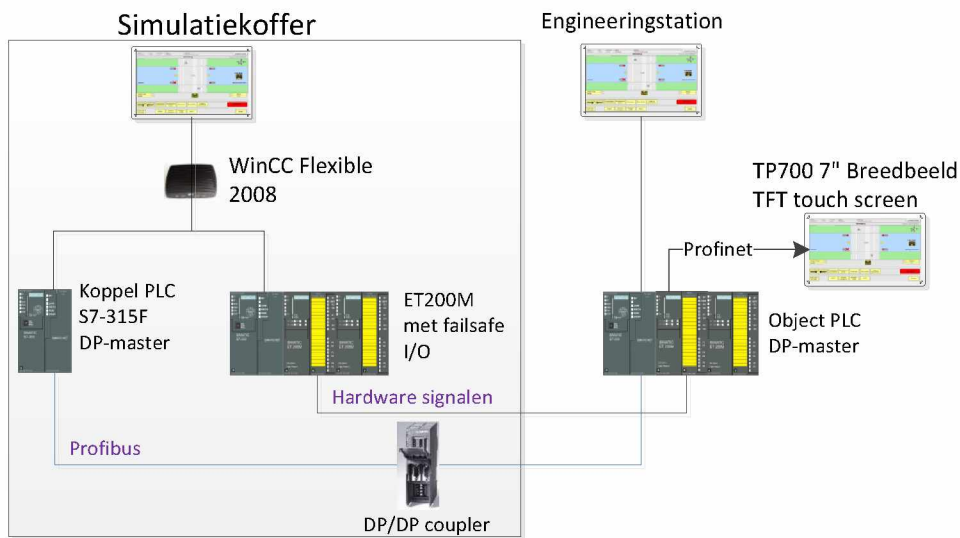 Simulatiekoffer
Engineeringstation
WinCC Flexible
2008
TP700 7" Breedbeeld
TFT touch screen
Profinet
Koppel PLC
S7-315F
DP-master
ET200M
met failsafe
I/O
Object PLC
DP-master
Hardware signalen
Profibus
DP/DP coupler